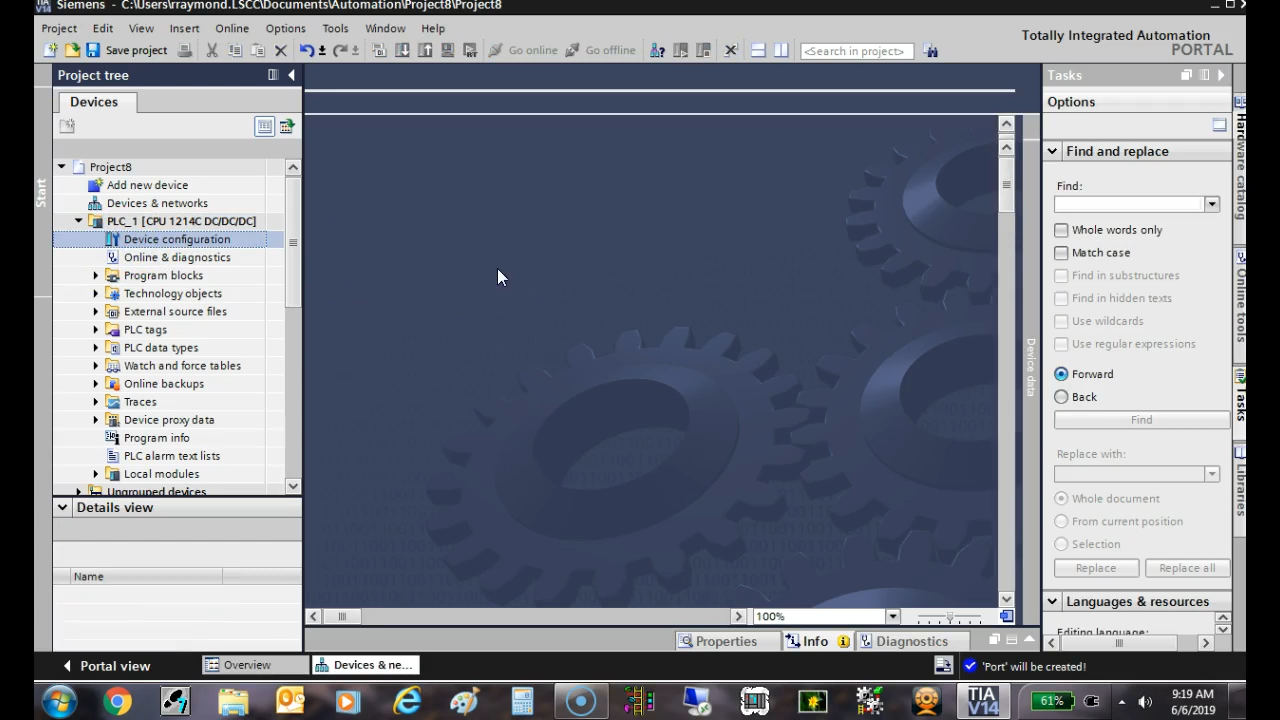 TIA
V14
Siemens - C:\Users\rraymond.LSCC\Documents\Automation\Project8\Project8
Project Edit View Insert Online Options Tools Window Help
Totally Integrated Automation
PORTAL
Save project
Go online
Go offline
<Search in project>
Project tree
Devices
Start
Project8
Add new device
Devices & networks
PLC_1 [CPU 1214C DC/DC/DC]
Device configuration
Online & diagnostics
Program blocks
Technology objects
External source files
PLC tags
PLC data types
Watch and force tables
Online backups
Traces
Device proxy data
Program info
PLC alarm text lists
Local modules
Ungrouped devices
Details view
Name
Device data
100%
Properties
Info
Diagnostics
Tasks
Options
Find and replace
Find:
Whole words only
Match case
Find in substructures
Find in hidden texts
Use wildcards
Use regular expressions
Forward
Back
Find
Replace with:
Whole document
From current position
Selection
Replace
Replace all
Languages & resources
Editing language:
Hardware catalog
Online tools
Tasks
Libraries
Portal view
Overview
Devices & ne...
'Port' will be created!
TIA
V14
61%
9:19 AM
6/6/2019